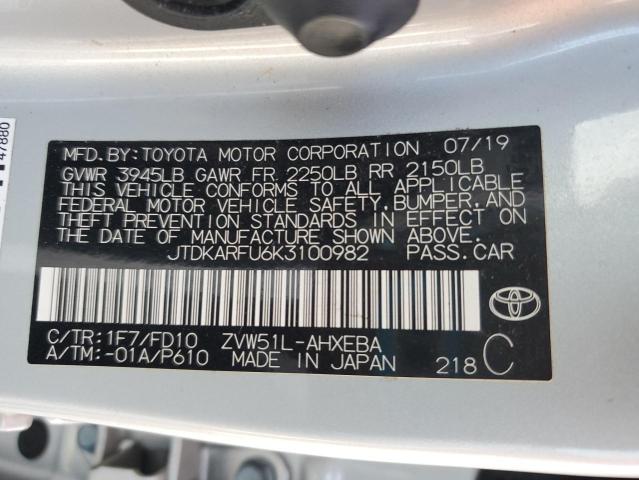 47880
MFD.BY:TOYOTA MOTOR CORPORATION 07/19
GVWR 3945LB GAWR FR 2250LB RR 2150LB
THIS VEHICLE CONFORMS TO ALL APPLICABLE
FEDERAL MOTOR VEHICLE SAFETY,BUMPER,AND
THEFT PREVENTION STANDARDS IN EFFECT ON
THE DATE OF MANUFACTURE SHOWN ABOVE.
JTDKARFU6K3100982 PASS.CAR
C/TR:1F7/FD10 ZVW51L-AHXEBA
A/TM:-01A/P610 MADE IN JAPAN 218 C